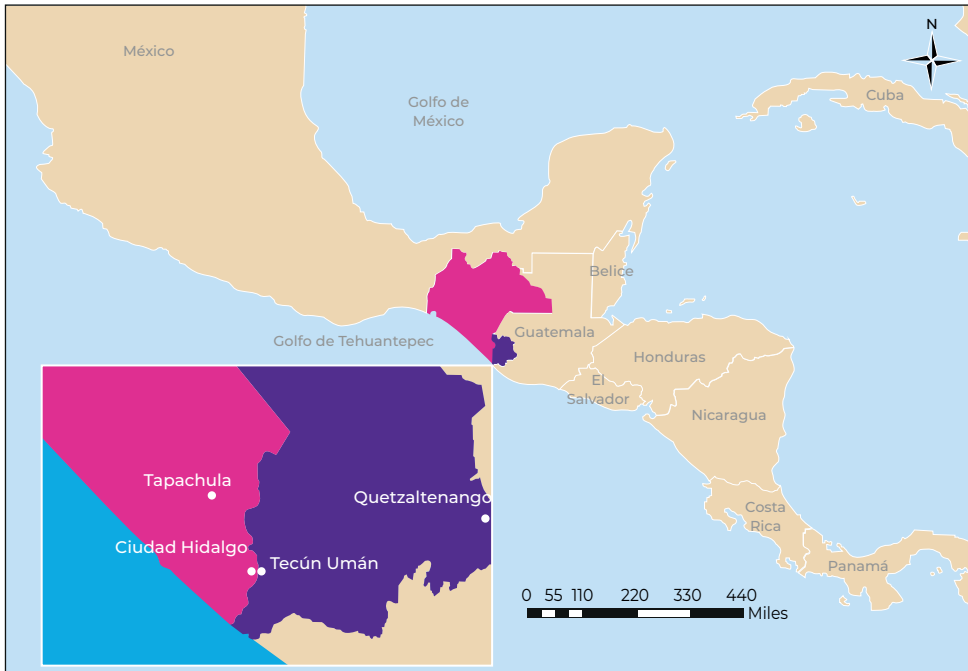 N
México
Cuba
Golfo de
México
Belice
Golfo de Tehuantepec
Guatemala
Honduras
El
Salvador
Nicaragua
Tapachula
Quetzaltenango
Costa
Rica
Ciudad Hidalgo
Tecún Umán
Panamá
0 55 110 220 330 440
Miles